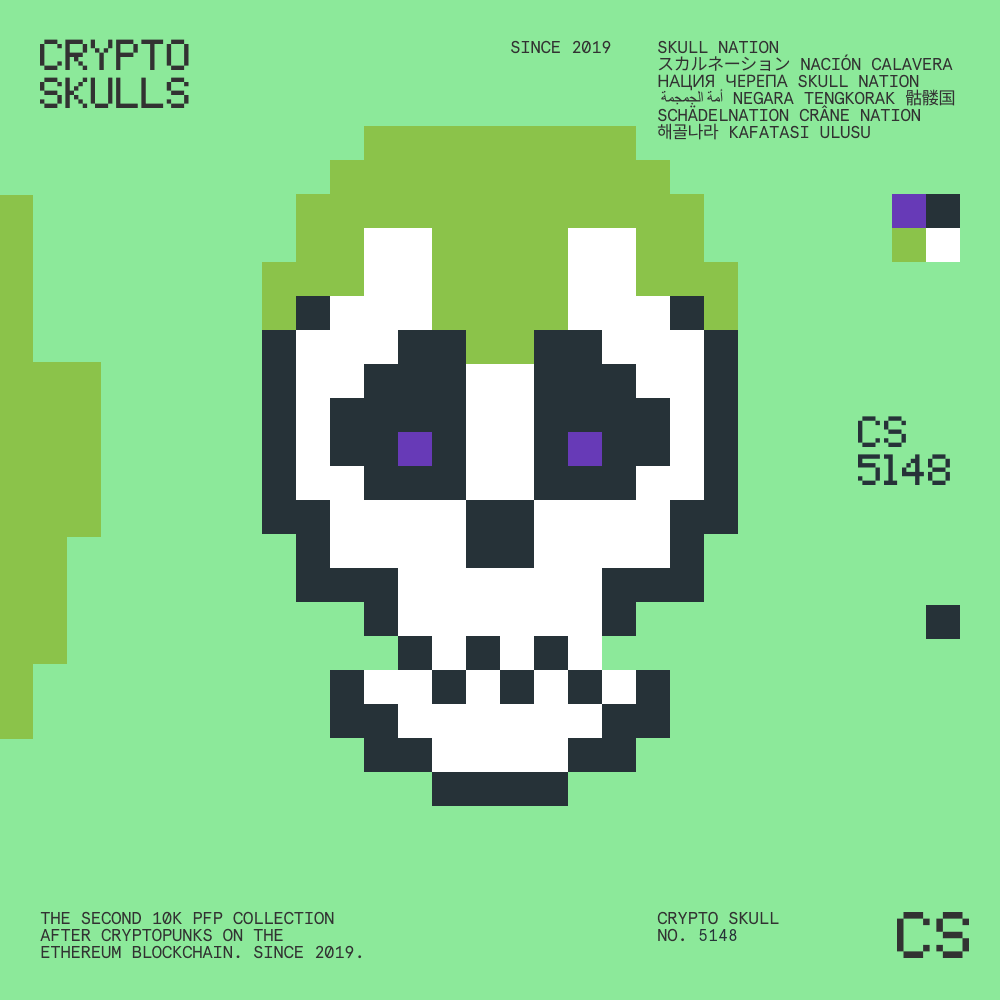 CRYPTO
SKULLS
SINCE 2019
SKULL NATION
スカルネーション NACIÓN CALAVERA
НАЦИЯ ЧЕРЕПА SKULL NATION
أمة الجمجمة NEGARA TENGKORAK 骷髅国
SCHÄDELNATION CRÂNE NATION
해골나라 KAFATASI ULUSU
CS
5148
THE SECOND 10K PFP COLLECTION
AFTER CRYPTOPUNKS ON THE
ETHEREUM BLOCKCHAIN. SINCE 2019.
CRYPTO SKULL
NO. 5148
CS